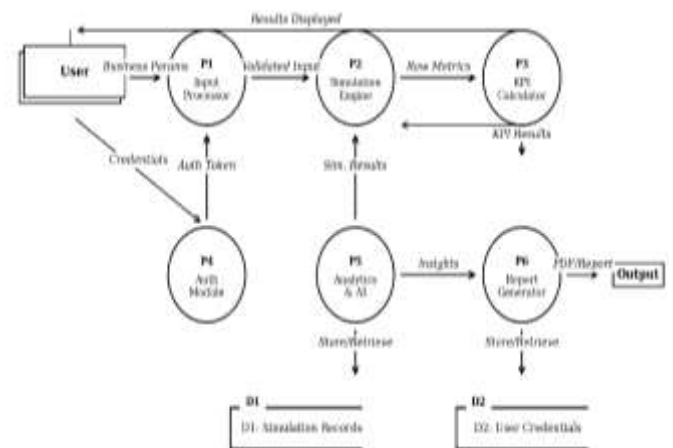 Results Displayed
User
Business Params
P1
Input
Processor
Validated Input
P2
Simulation
Engine
Raw Metrics
P3
KPI
Calculator
KPI Results
Credentials
Auth Token
Sim. Results
P4
Auth
Module
P5
Analytics
& AI
Insights
P6
Report
Generator
PDF/Report
Output
Store/Retrieve
Store/Retrieve
D1
D1: Simulation Records
D2
D2: User Credentials